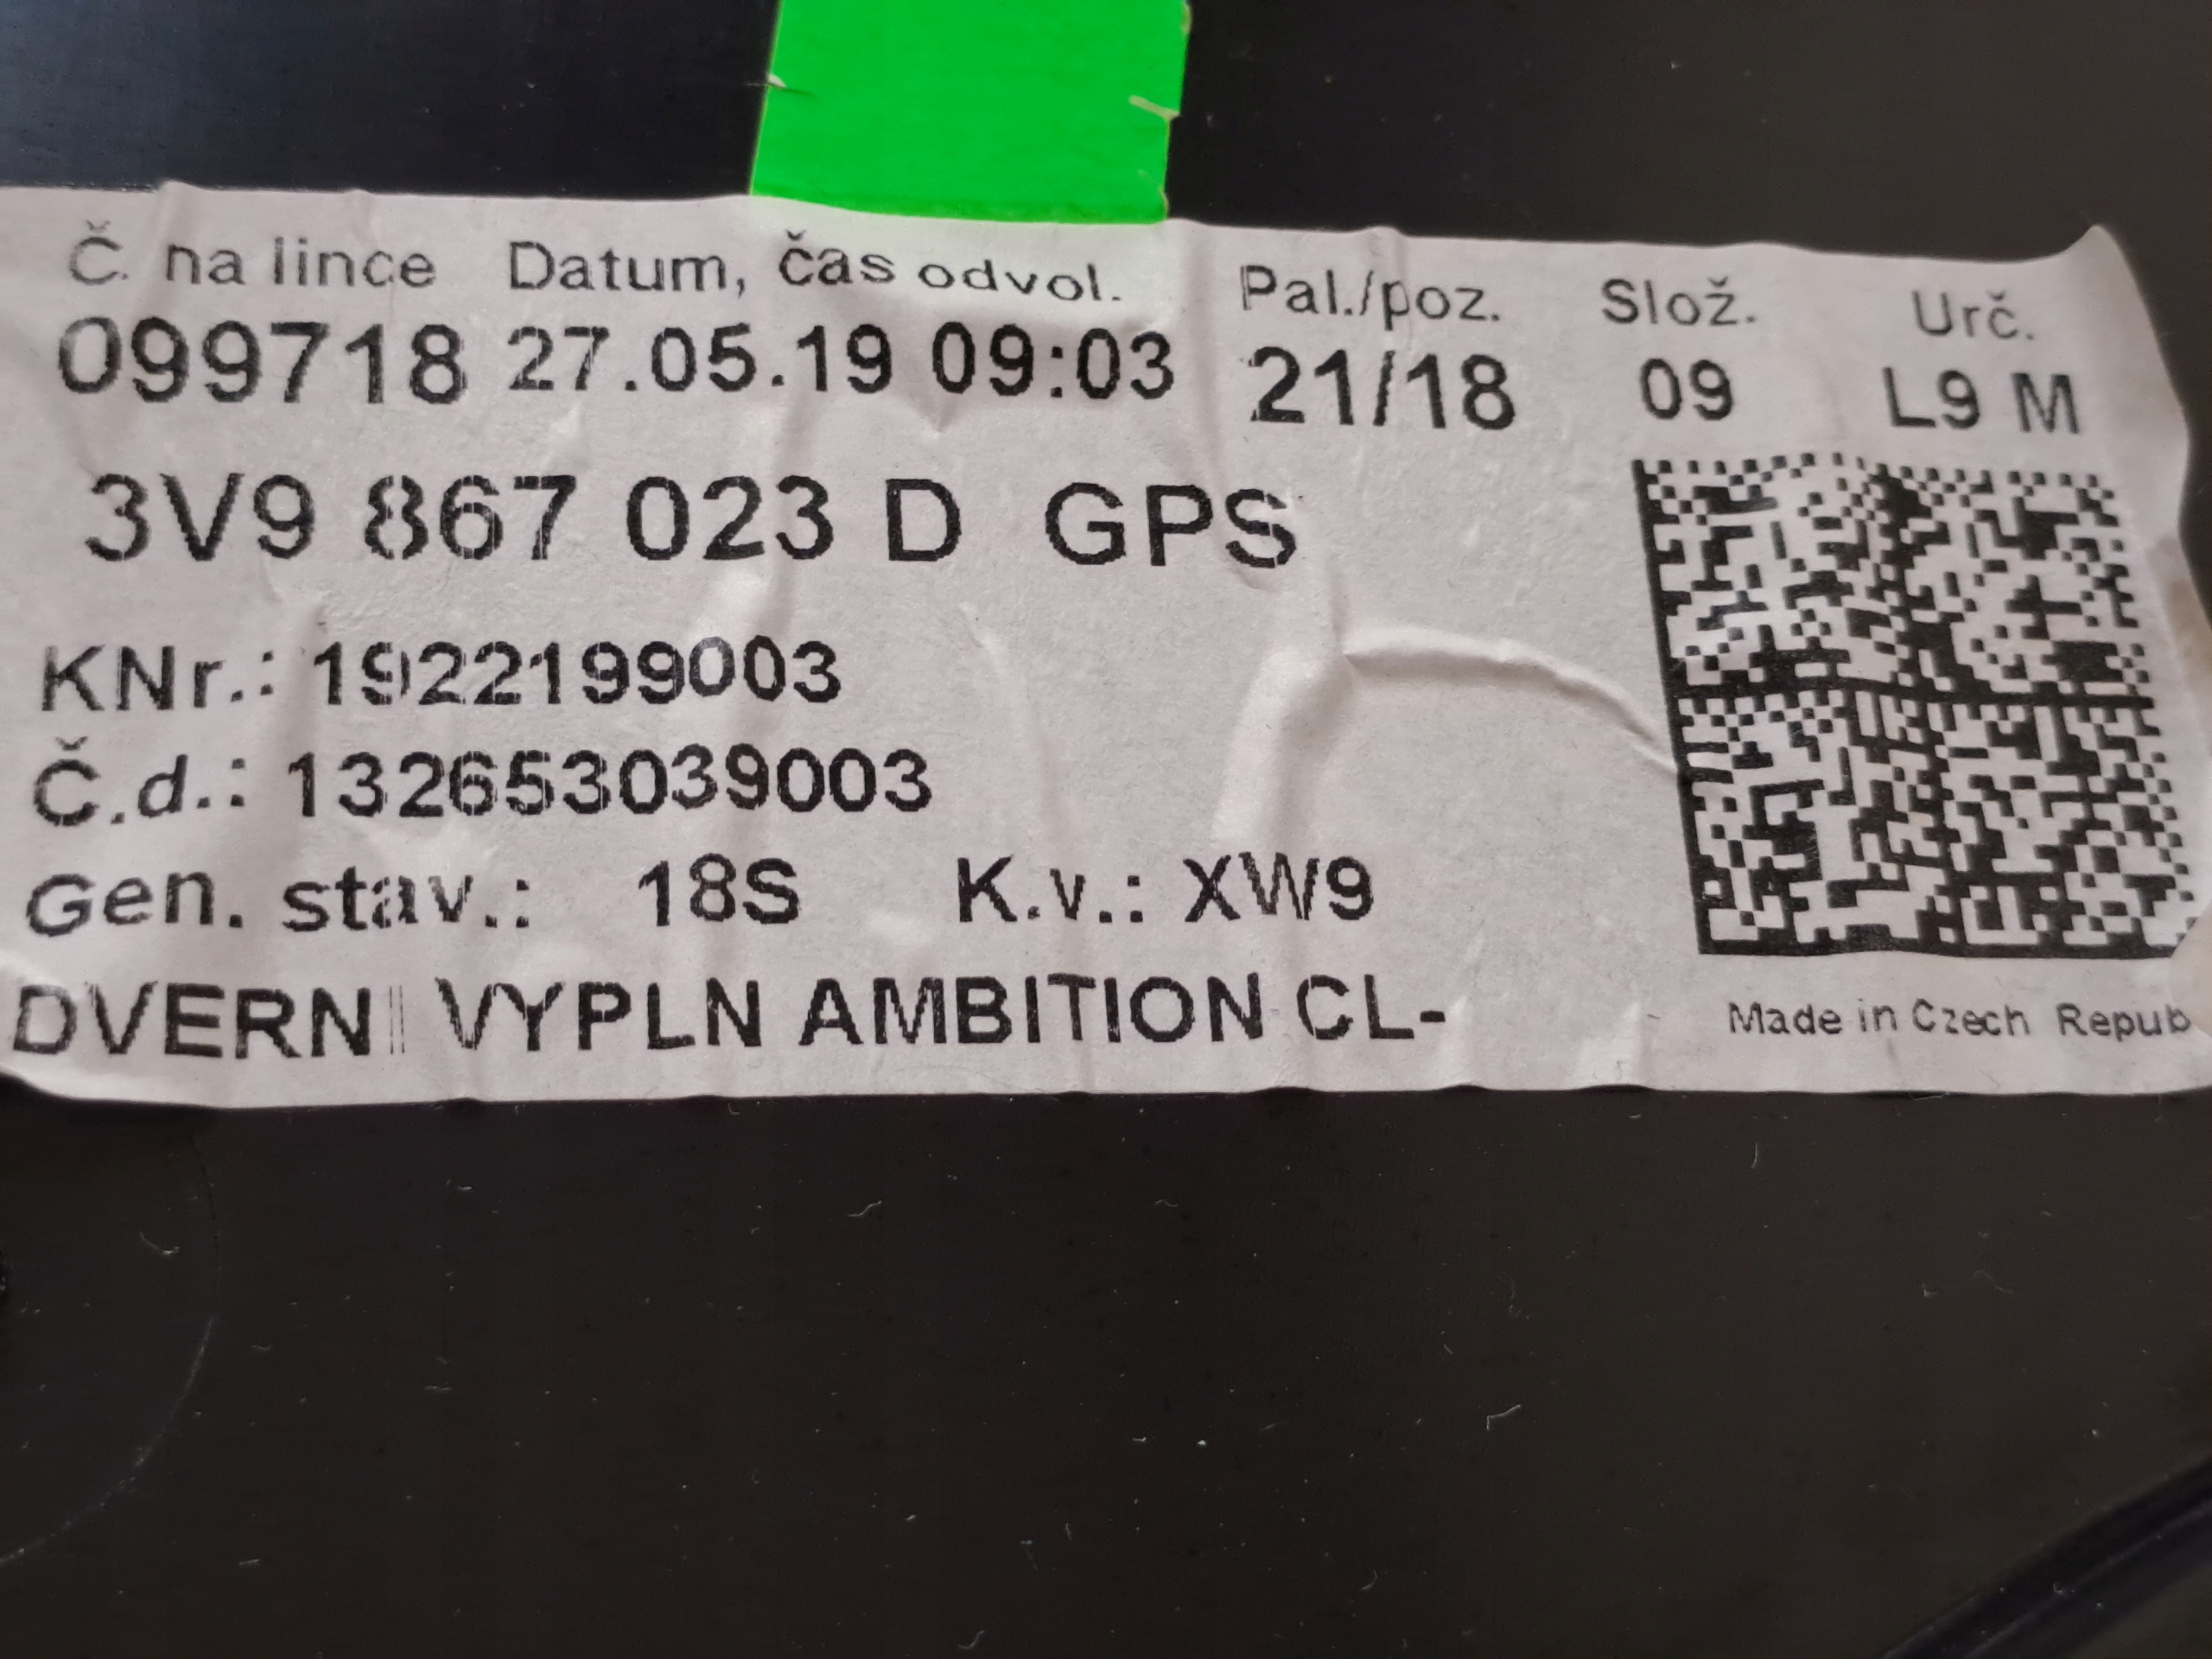 Č. na lince Datum, čas odvol. Pal./poz. Slož. Urč.
099718 27.05.19 09:03 21/18 09 L9 M
3V9 867 023 D GPS
KNr.: 1922199003
Č.d.: 132653039003
Gen. stav.: 18S K.v.: XW9
DVERNÍ VYPLN AMBITION CL-
Made in Czech Repub